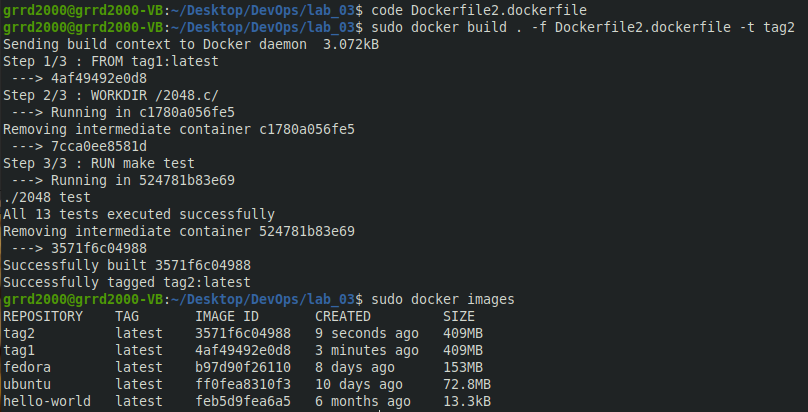 grrd2000@grrd2000-VB:~/Desktop/DevOps/lab_03$ code Dockerfile2.dockerfile
grrd2000@grrd2000-VB:~/Desktop/DevOps/lab_03$ sudo docker build . -f Dockerfile2.dockerfile -t tag2
Sending build context to Docker daemon  3.072kB
Step 1/3 : FROM tag1:latest
 ---> 4af49492e0d8
Step 2/3 : WORKDIR /2048.c/
 ---> Running in c1780a056fe5
Removing intermediate container c1780a056fe5
 ---> 7cca0ee8581d
Step 3/3 : RUN make test
 ---> Running in 524781b83e69
./2048 test
All 13 tests executed successfully
Removing intermediate container 524781b83e69
 ---> 3571f6c04988
Successfully built 3571f6c04988
Successfully tagged tag2:latest
grrd2000@grrd2000-VB:~/Desktop/DevOps/lab_03$ sudo docker images
REPOSITORY    TAG       IMAGE ID       CREATED          SIZE
tag2          latest    3571f6c04988   9 seconds ago    409MB
tag1          latest    4af49492e0d8   3 minutes ago    409MB
fedora        latest    b97d90f26110   8 days ago       153MB
ubuntu        latest    ff0fea8310f3   10 days ago      72.8MB
hello-world   latest    feb5d9fea6a5   6 months ago     13.3kB